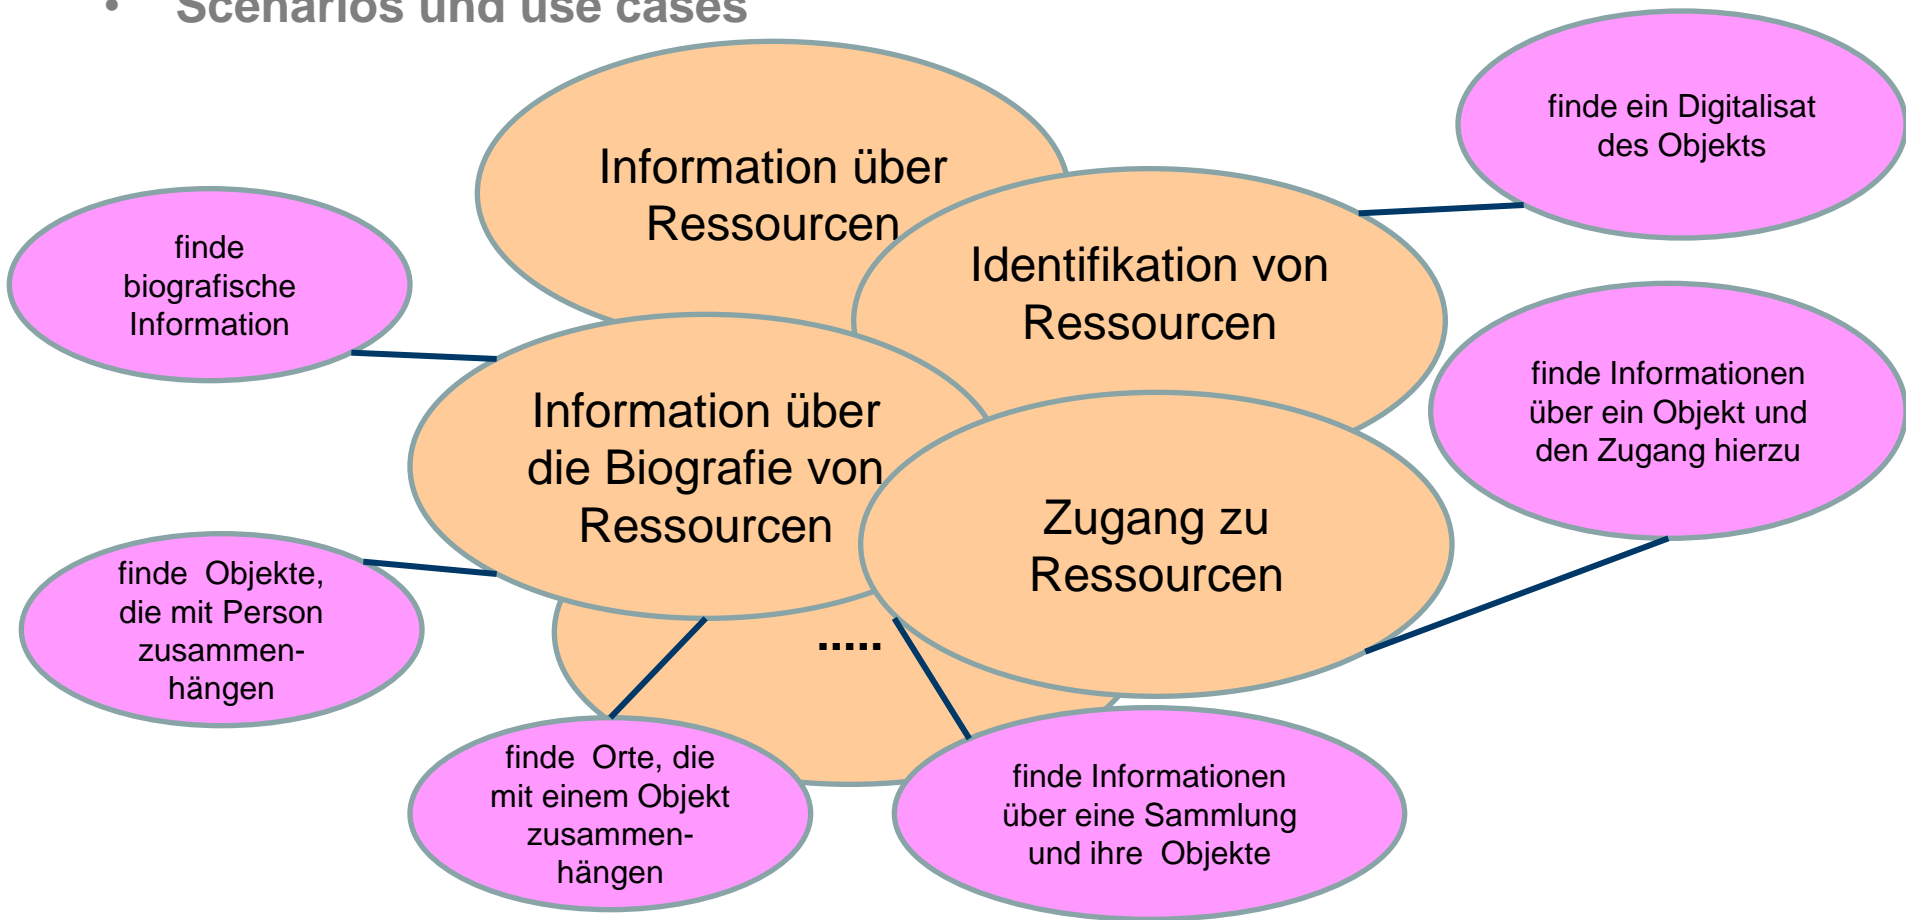 • Scenarios und use cases
Information über
Ressourcen
finde ein Digitalisat
des Objekts
Identifikation von
Ressourcen
finde
biografische
Information
finde Informationen
über ein Objekt und
den Zugang hierzu
Information über
die Biografie von
Ressourcen
Zugang zu
Ressourcen
finde Objekte,
die mit Person
zusammen-
hängen
.....
finde Orte, die
mit einem Objekt
zusammen-
hängen
finde Informationen
über eine Sammlung
und ihre Objekte